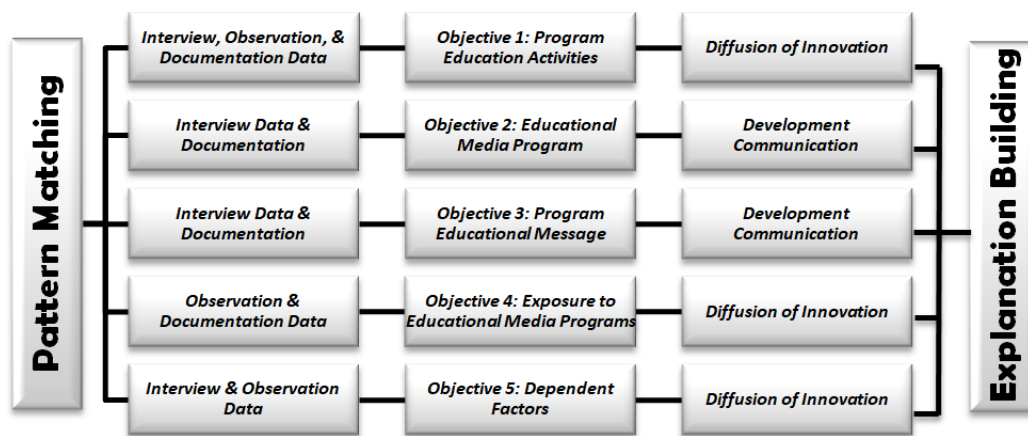 Pattern Matching
Interview, Observation, &
Documentation Data
Objective 1: Program
Education Activities
Diffusion of Innovation
Interview Data &
Documentation
Objective 2: Educational
Media Program
Development
Communication
Interview Data &
Documentation
Objective 3: Program
Educational Message
Development
Communication
Observation &
Documentation Data
Objective 4: Exposure to
Educational Media Programs
Diffusion of Innovation
Interview & Observation
Data
Objective 5: Dependent
Factors
Diffusion of Innovation
Explanation Building